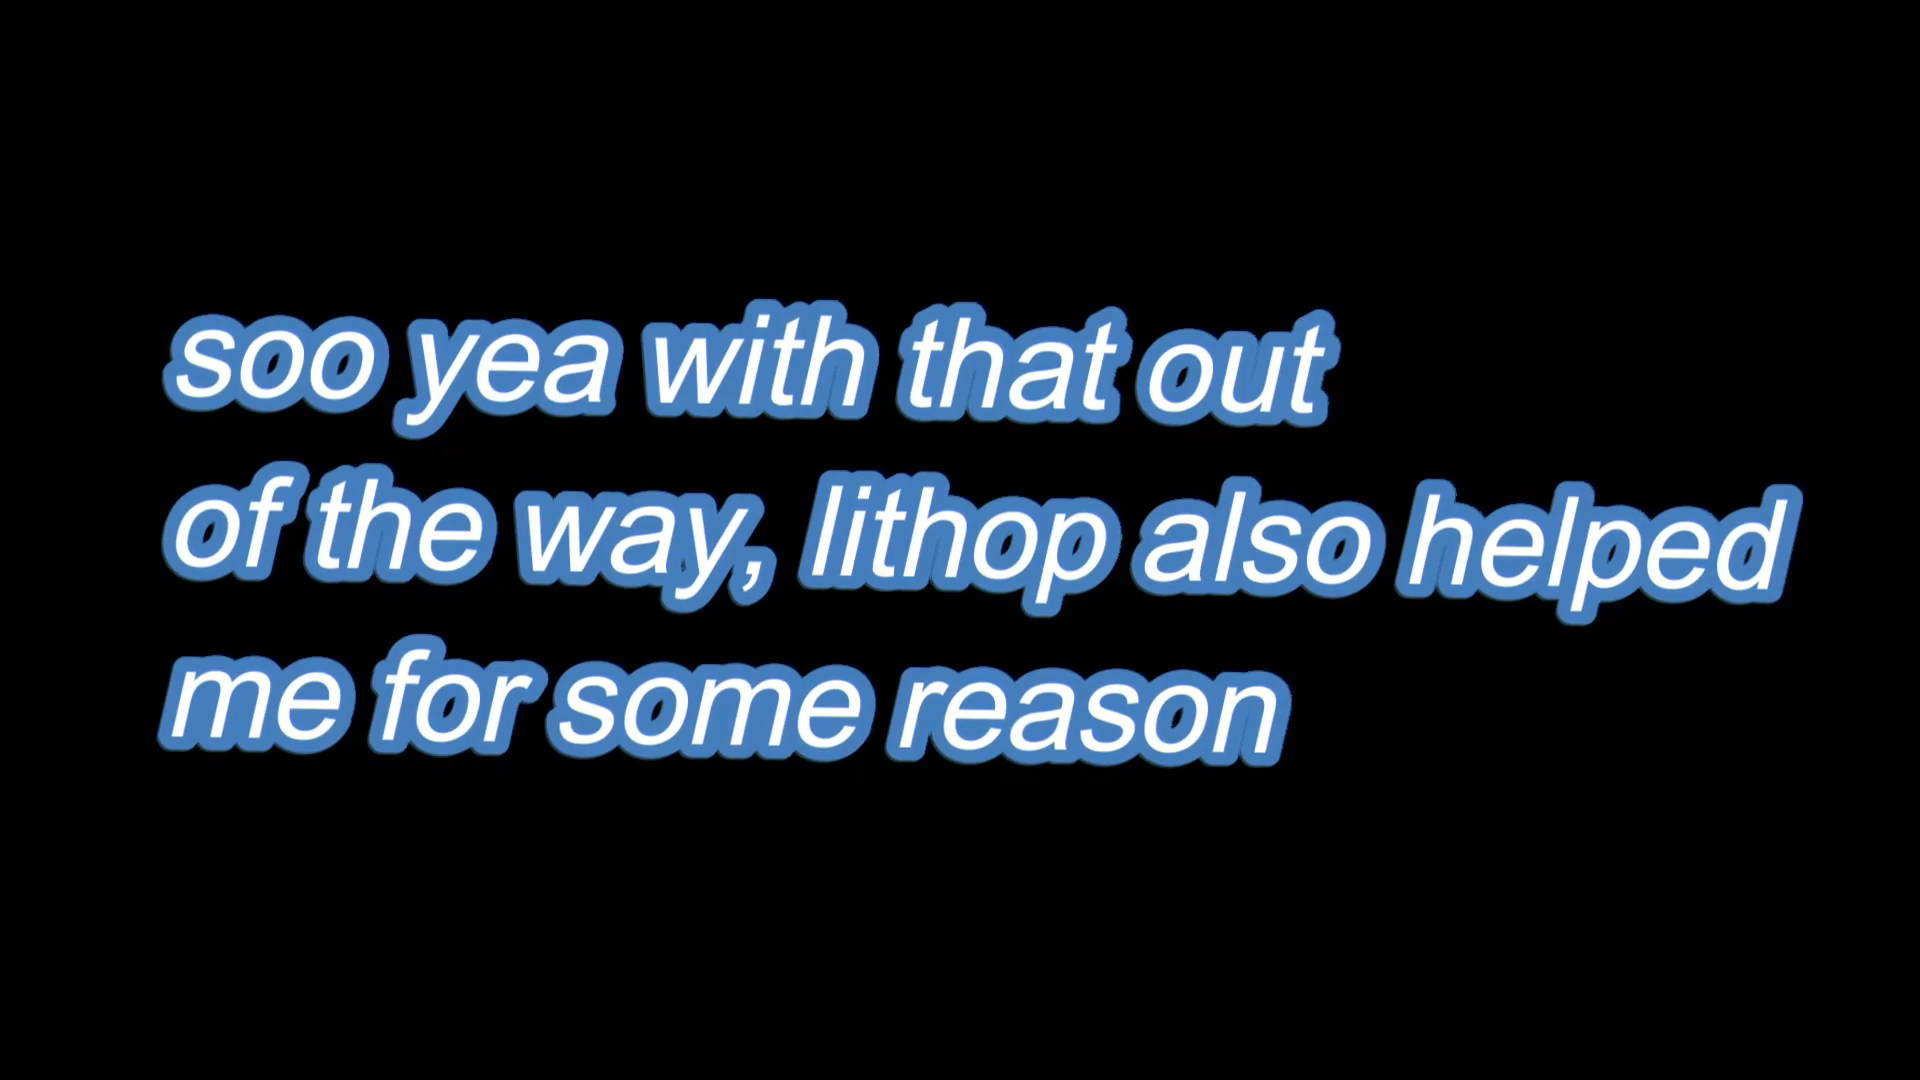 soo yea with that out
of the way, lithop also helped
me for some reason